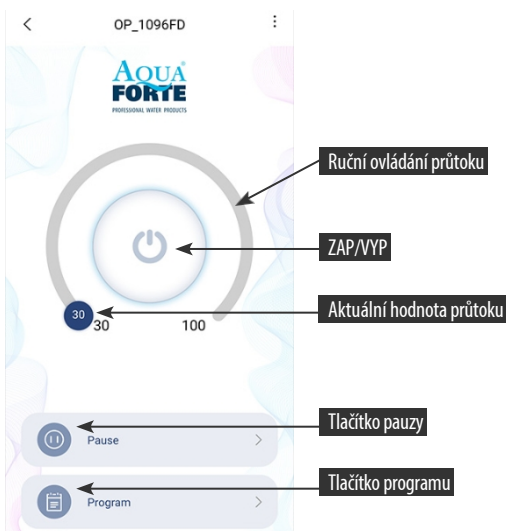 OP_1096FD
AQUA
FORTE
PROFESSIONAL WATER PRODUCTS
Ruční ovládání průtoku
ZAP/VYP
30
30
100
Aktuální hodnota průtoku
Pause
Tlačítko pauzy
Program
Tlačítko programu